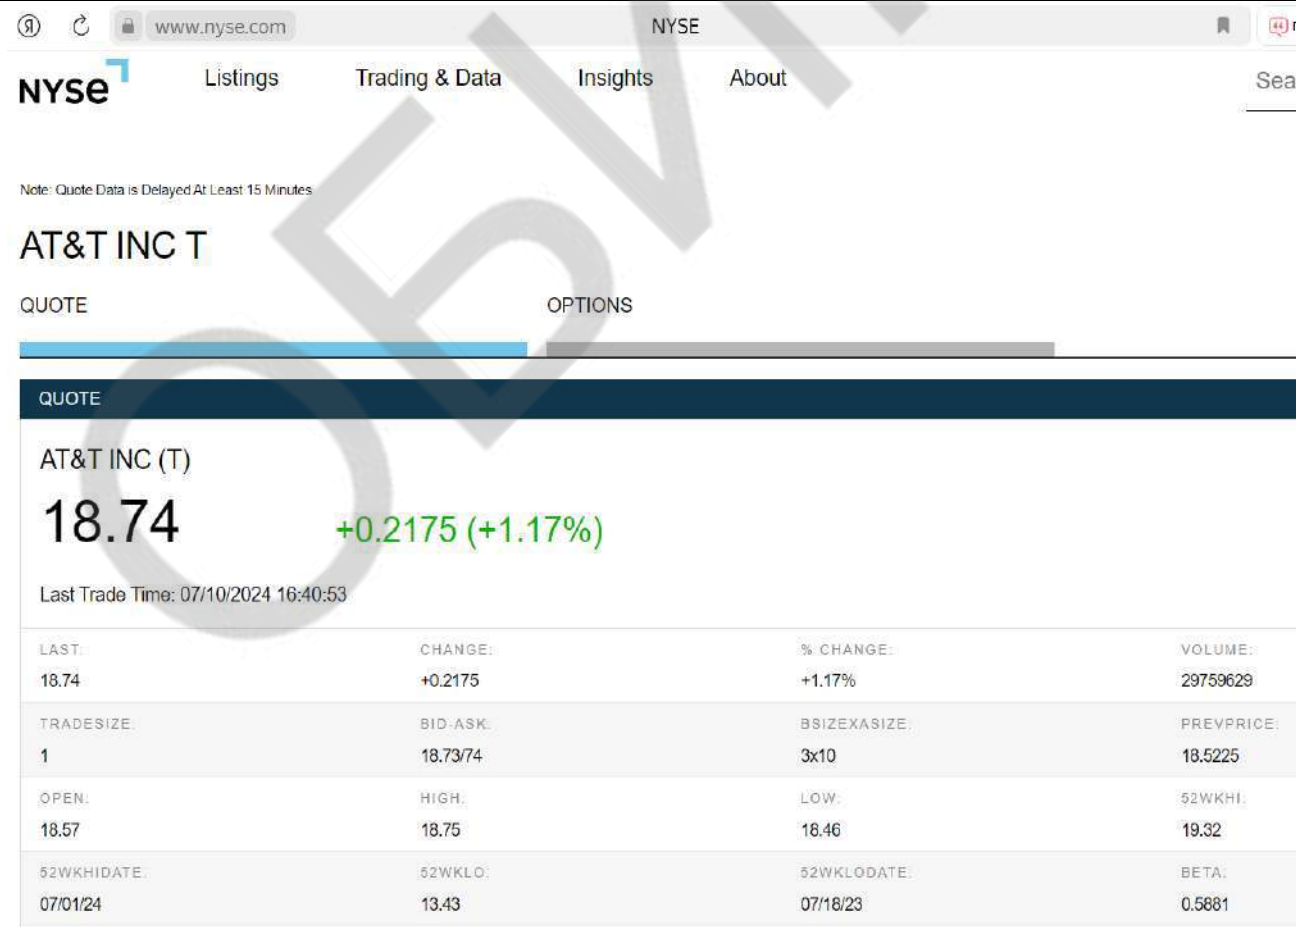 www.nyse.com NYSE
NYSE Listings Trading & Data Insights About Sea
Note: Quote Data is Delayed At Least 15 Minutes
AT&T INC T
QUOTE OPTIONS
QUOTE
AT&T INC (T)
18.74 +0.2175 (+1.17%)
Last Trade Time: 07/10/2024 16:40:53
LAST: CHANGE: % CHANGE: VOLUME:
18.74 +0.2175 +1.17% 29759629
TRADESIZE: BID-ASK: BSIZEXASIZE: PREVPRICE:
1 18.73/74 3x10 18.5225
OPEN: HIGH: LOW: 52WKHI:
18.57 18.75 18.46 19.32
52WKHIDATE: 52WKLO: 52WKLODATE: BETA:
07/01/24 13.43 07/18/23 0.5881